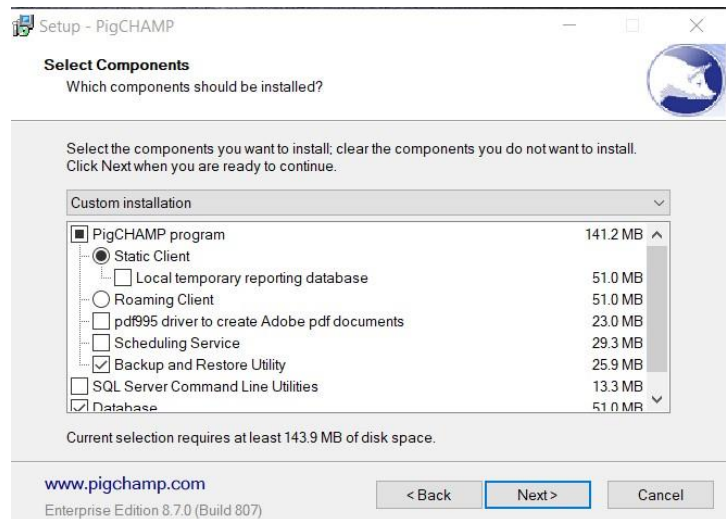 Setup - PigCHAMP
Select Components
Which components should be installed?
Select the components you want to install; clear the components you do not want to install.
Click Next when you are ready to continue.
Custom installation
PigCHAMP program 141.2 MB
Static Client
Local temporary reporting database 51.0 MB
Roaming Client 51.0 MB
pdf995 driver to create Adobe pdf documents 23.0 MB
Scheduling Service 29.3 MB
Backup and Restore Utility 25.9 MB
SQL Server Command Line Utilities 13.3 MB
Database 51.0 MB
Current selection requires at least 143.9 MB of disk space.
www.pigchamp.com
Enterprise Edition 8.7.0 (Build 807)
< Back Next > Cancel